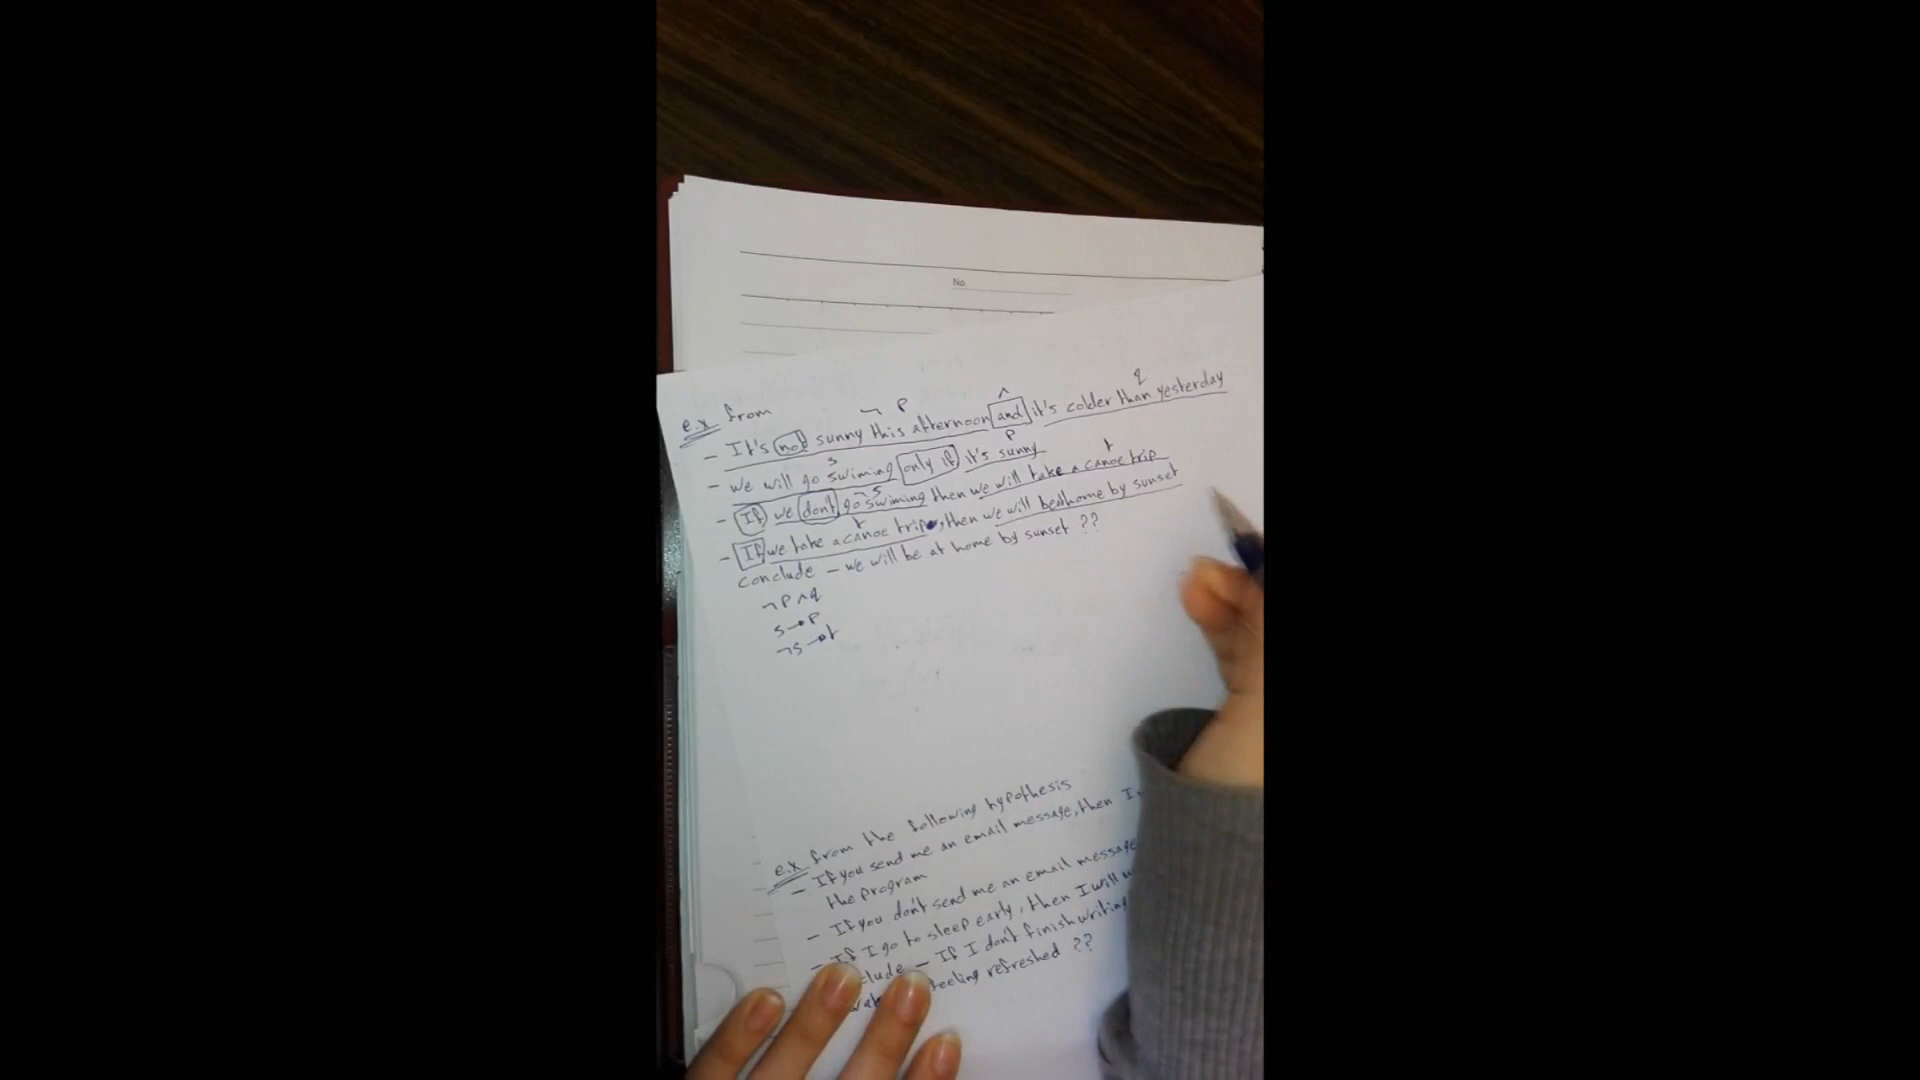 No.
e.x from
¬ P ^ q
- It's not sunny this afternoon and it's colder than yesterday
s P
- we will go swiming only if it's sunny
¬s t
- If we dont go swiming then we will take a canoe trip
t
- If we take a canoe trip, then we will be home by sunset
conclude - we will be at home by sunset ??
¬P ^ q
s → P
¬s → t
e.x from the following hypothesis
- If you send me an email message, then I
the program
- If you don't send me an email message
- If I go to sleep early, then I will
clude - If I don't finish writing
feeling refreshed ??